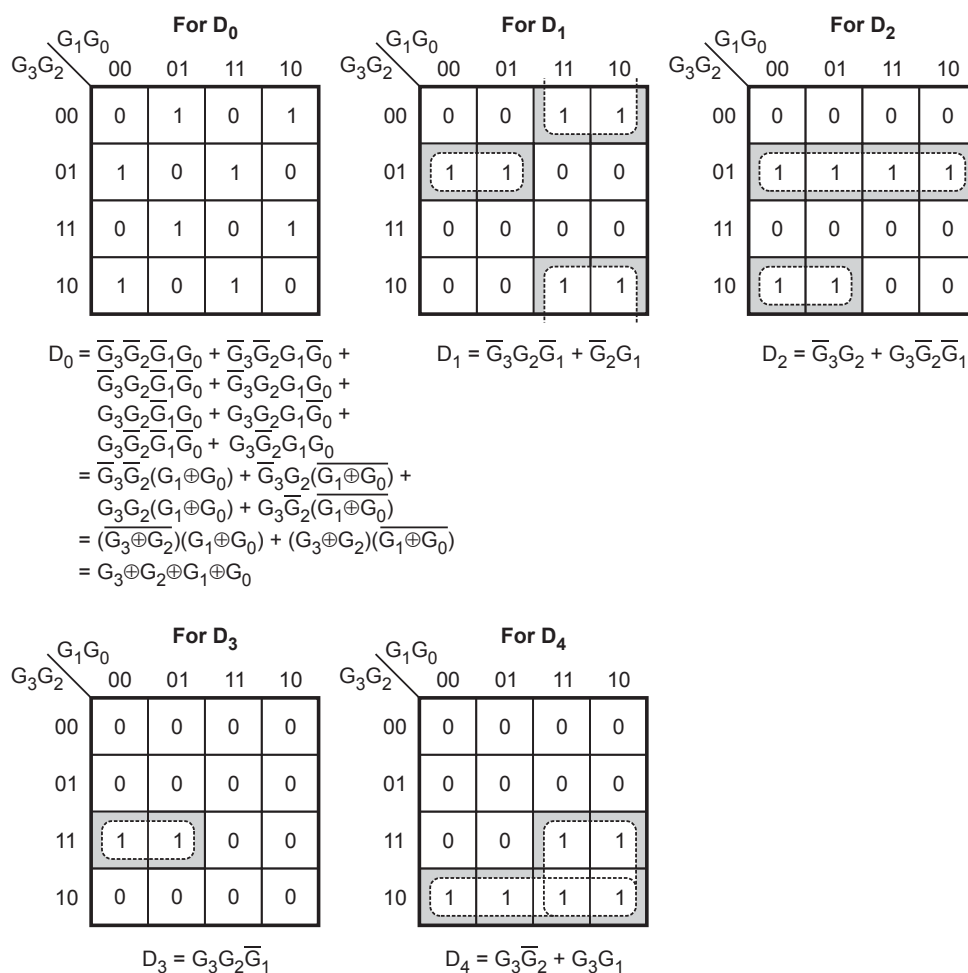 For D₀ For D₁ For D₂
G₁G₀ G₁G₀ G₁G₀
G₃G₂ 00 01 11 10 G₃G₂ 00 01 11 10 G₃G₂ 00 01 11 10
00 0 1 0 1 00 0 0 1 1 00 0 0 0 0
01 1 0 1 0 01 1 1 0 0 01 1 1 1 1
11 0 1 0 1 11 0 0 0 0 11 0 0 0 0
10 1 0 1 0 10 0 0 1 1 10 1 1 0 0
D₀ = G̅₃G̅₂G̅₁G₀ + G̅₃G̅₂G₁G̅₀ + D₁ = G̅₃G₂G̅₁ + G̅₂G₁ D₂ = G̅₃G₂ + G₃G̅₂G̅₁
G̅₃G₂G̅₁G̅₀ + G̅₃G₂G₁G₀ +
G₃G₂G̅₁G₀ + G₃G₂G₁G̅₀ +
G₃G̅₂G̅₁G̅₀ + G₃G̅₂G₁G₀
= G̅₃G̅₂(G₁⊕G₀) + G̅₃G₂(G̅₁̅⊕̅G̅₀̅) +
G₃G₂(G₁⊕G₀) + G₃G̅₂(G̅₁̅⊕̅G̅₀̅)
= (G̅₃̅⊕̅G̅₂̅)(G₁⊕G₀) + (G₃⊕G₂)(G̅₁̅⊕̅G̅₀̅)
= G₃⊕G₂⊕G₁⊕G₀
For D₃ For D₄
G₁G₀ G₁G₀
G₃G₂ 00 01 11 10 G₃G₂ 00 01 11 10
00 0 0 0 0 00 0 0 0 0
01 0 0 0 0 01 0 0 0 0
11 1 1 0 0 11 0 0 1 1
10 0 0 0 0 10 1 1 1 1
D₃ = G₃G₂G̅₁ D₄ = G₃G̅₂ + G₃G₁